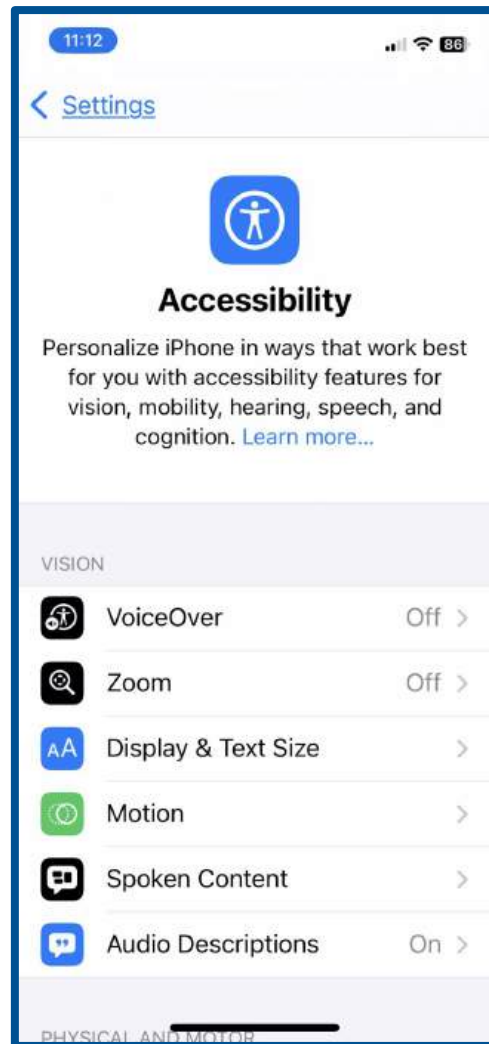 11:12
86
Settings
Accessibility
Personalize iPhone in ways that work best
for you with accessibility features for
vision, mobility, hearing, speech, and
cognition. Learn more...
VISION
VoiceOver Off
Zoom Off
AA Display & Text Size
Motion
Spoken Content
Audio Descriptions On
PHYSICAL AND MOTOR